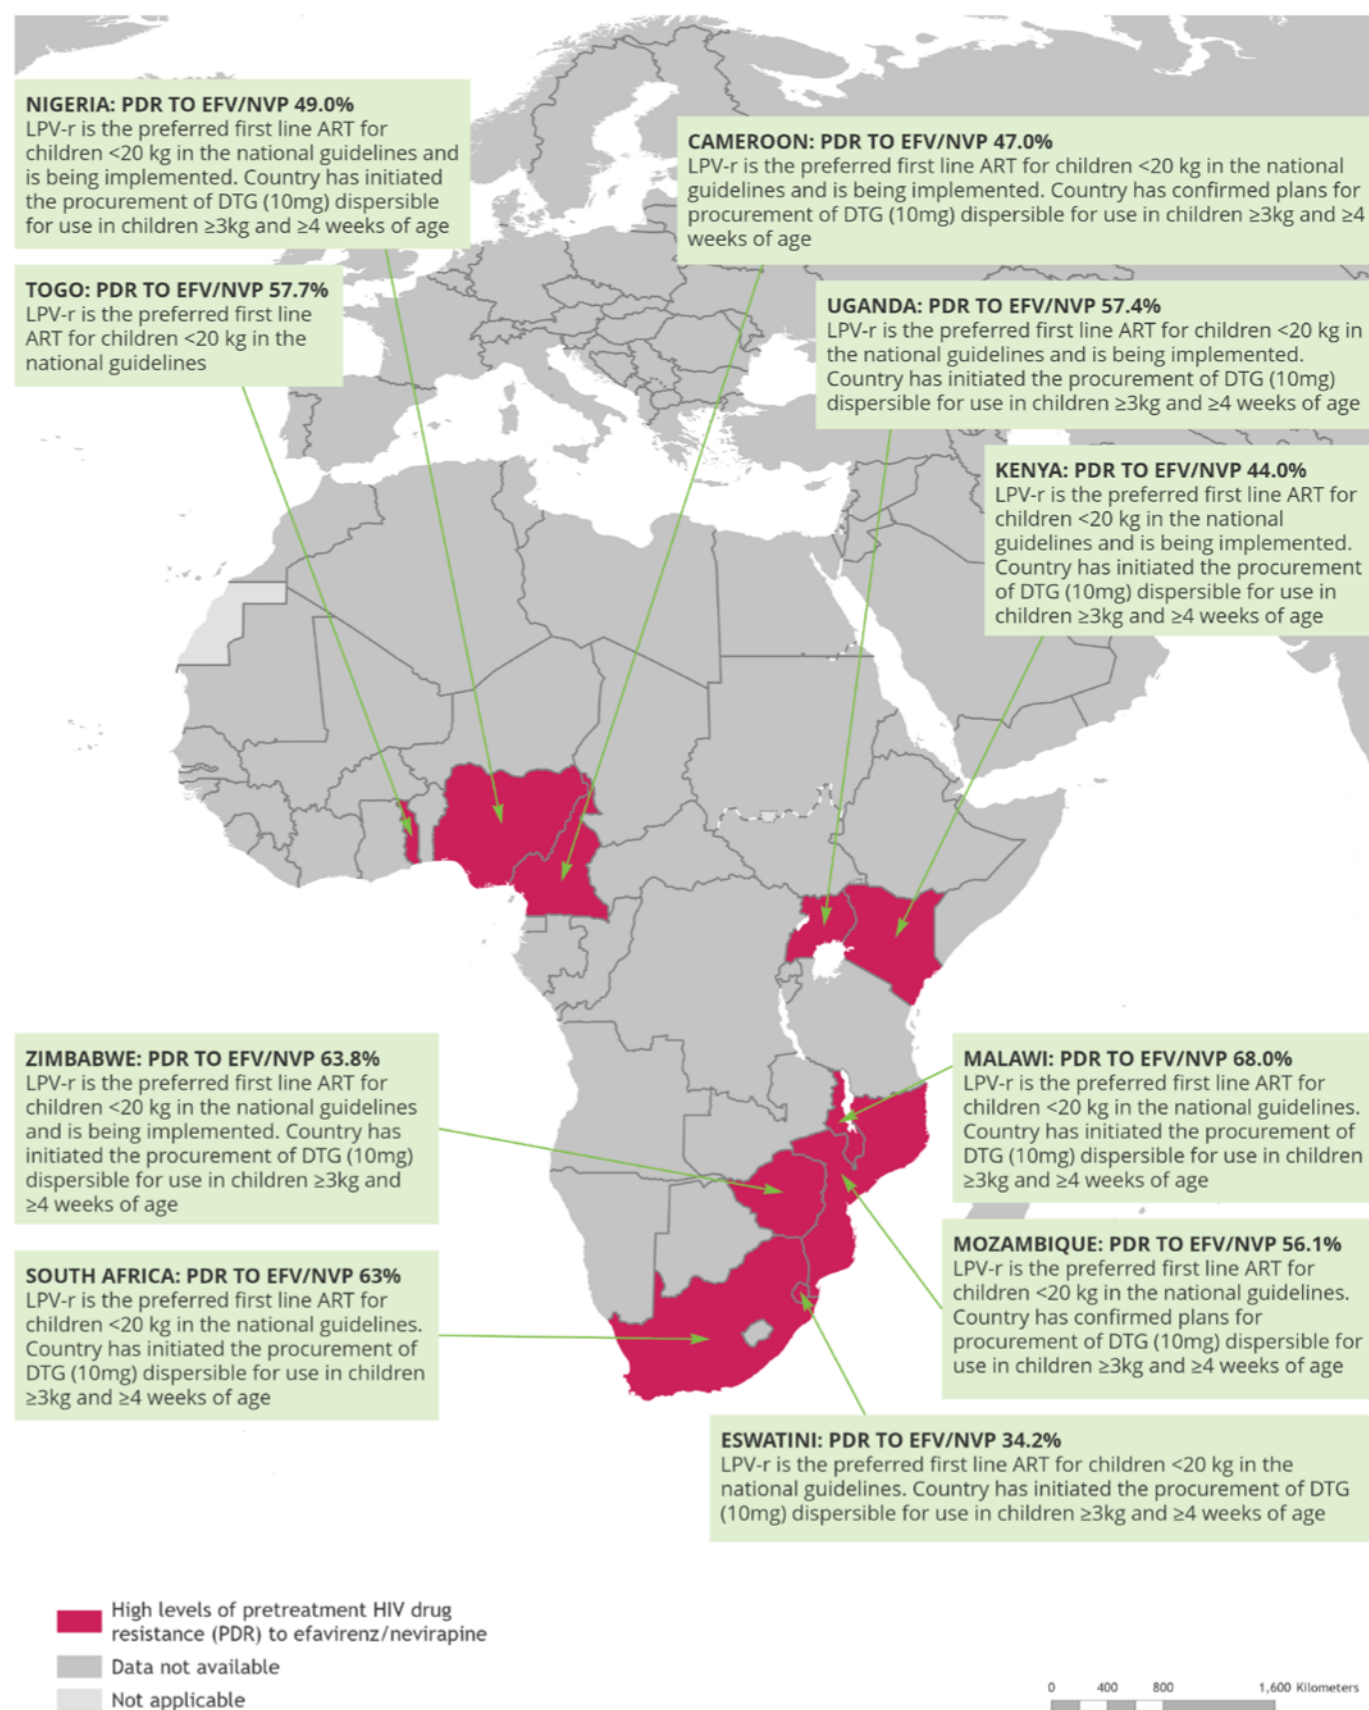 NIGERIA: PDR TO EFV/NVP 49.0%
LPV-r is the preferred first line ART for
children <20 kg in the national guidelines and
is being implemented. Country has initiated
the procurement of DTG (10mg) dispersible
for use in children ≥3kg and ≥4 weeks of age
CAMEROON: PDR TO EFV/NVP 47.0%
LPV-r is the preferred first line ART for children <20 kg in the national
guidelines and is being implemented. Country has confirmed plans for
procurement of DTG (10mg) dispersible for use in children ≥3kg and ≥4
weeks of age
TOGO: PDR TO EFV/NVP 57.7%
LPV-r is the preferred first line
ART for children <20 kg in the
national guidelines
UGANDA: PDR TO EFV/NVP 57.4%
LPV-r is the preferred first line ART for children <20 kg in
the national guidelines and is being implemented.
Country has initiated the procurement of DTG (10mg)
dispersible for use in children ≥3kg and ≥4 weeks of age
KENYA: PDR TO EFV/NVP 44.0%
LPV-r is the preferred first line ART for
children <20 kg in the national
guidelines and is being implemented.
Country has initiated the procurement
of DTG (10mg) dispersible for use in
children ≥3kg and ≥4 weeks of age
ZIMBABWE: PDR TO EFV/NVP 63.8%
LPV-r is the preferred first line ART for
children <20 kg in the national guidelines
and is being implemented. Country has
initiated the procurement of DTG (10mg)
dispersible for use in children ≥3kg and
≥4 weeks of age
MALAWI: PDR TO EFV/NVP 68.0%
LPV-r is the preferred first line ART for
children <20 kg in the national guidelines.
Country has initiated the procurement of
DTG (10mg) dispersible for use in children
≥3kg and ≥4 weeks of age
SOUTH AFRICA: PDR TO EFV/NVP 63%
LPV-r is the preferred first line ART for
children <20 kg in the national guidelines.
Country has initiated the procurement of
DTG (10mg) dispersible for use in children
≥3kg and ≥4 weeks of age
MOZAMBIQUE: PDR TO EFV/NVP 56.1%
LPV-r is the preferred first line ART for
children <20 kg in the national guidelines.
Country has confirmed plans for
procurement of DTG (10mg) dispersible for
use in children ≥3kg and ≥4 weeks of age
ESWATINI: PDR TO EFV/NVP 34.2%
LPV-r is the preferred first line ART for children <20 kg in the
national guidelines. Country has initiated the procurement of DTG
(10mg) dispersible for use in children ≥3kg and ≥4 weeks of age
High levels of pretreatment HIV drug
resistance (PDR) to efavirenz/nevirapine
Data not available
Not applicable
0 400 800 1,600 Kilometers